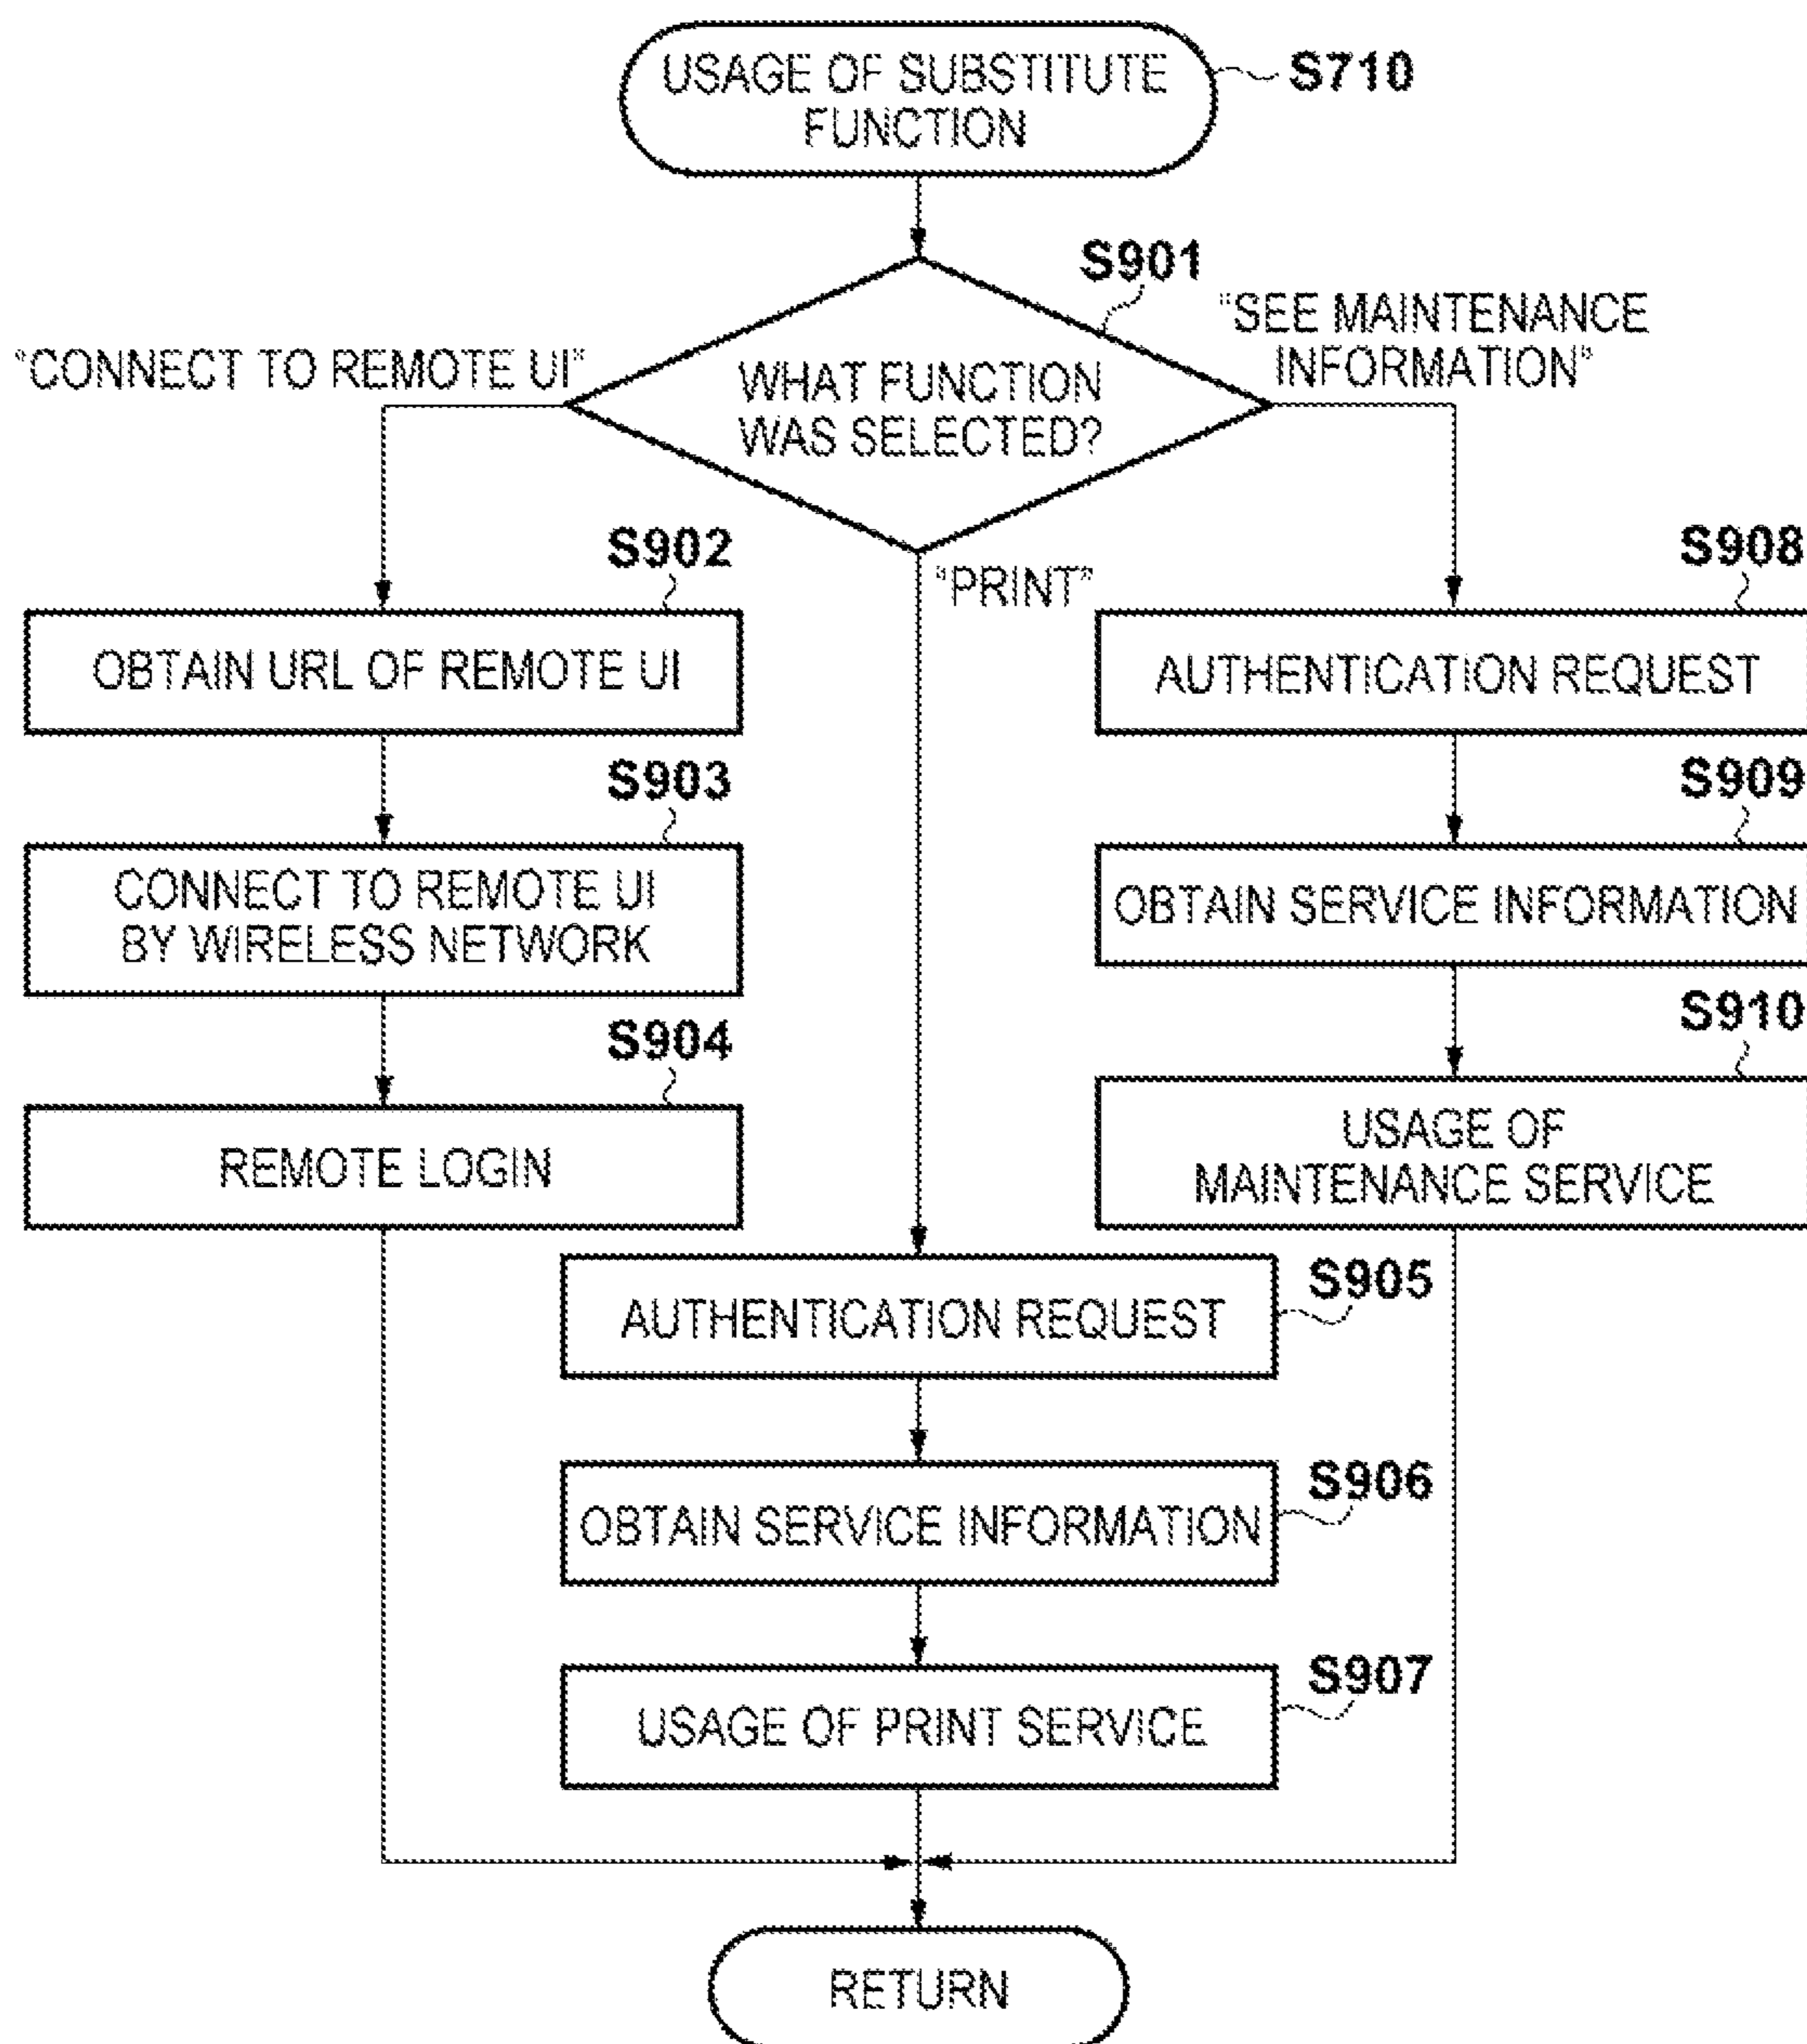 USAGE OF SUBSTITUTE
FUNCTION
S710
S901
"CONNECT TO REMOTE UI"
"SEE MAINTENANCE
INFORMATION"
WHAT FUNCTION
WAS SELECTED?
"PRINT"
S902
OBTAIN URL OF REMOTE UI
S903
CONNECT TO REMOTE UI
BY WIRELESS NETWORK
S904
REMOTE LOGIN
S908
AUTHENTICATION REQUEST
S909
OBTAIN SERVICE INFORMATION
S910
USAGE OF
MAINTENANCE SERVICE
AUTHENTICATION REQUEST
S905
OBTAIN SERVICE INFORMATION
S906
USAGE OF PRINT SERVICE
S907
RETURN